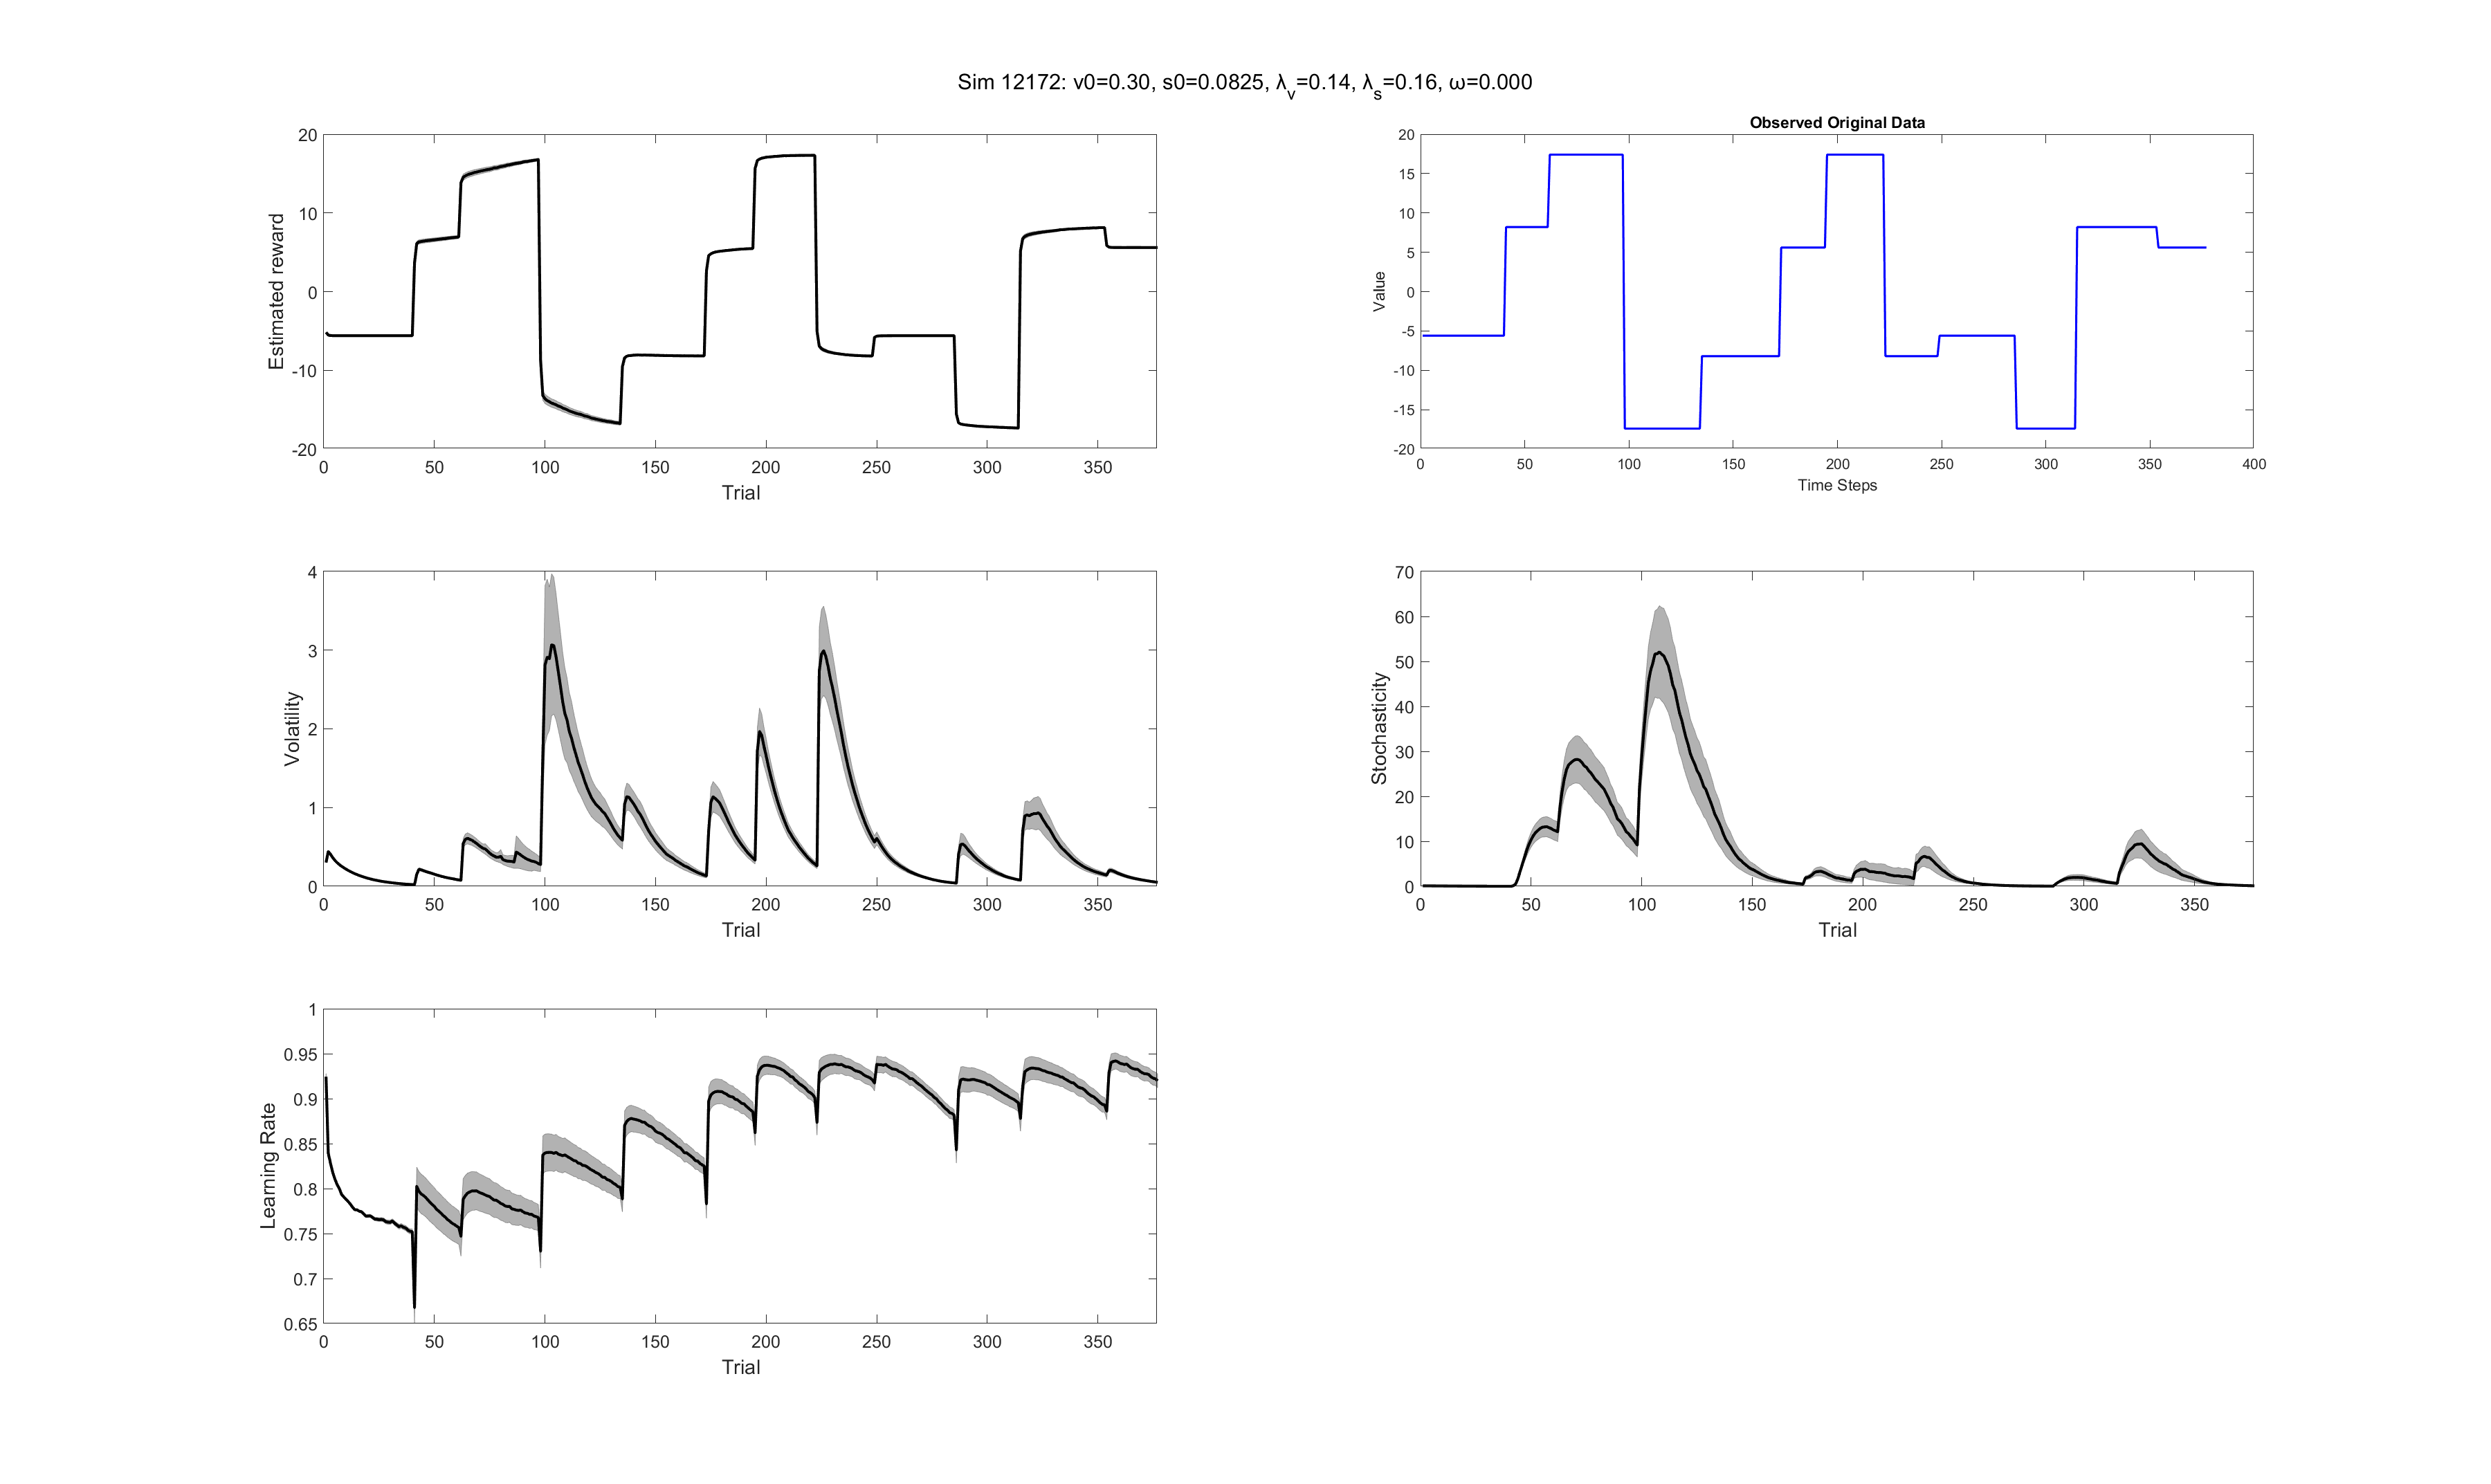 Sim 12172: v0=0.30, s0=0.0825, λv=0.14, λs=0.16, ω=0.000
20
10
0
-10
-20
Estimated reward
0 50 100 150 200 250 300 350
Trial
Observed Original Data
20
15
10
5
0
-5
-10
-15
-20
Value
0 50 100 150 200 250 300 350 400
Time Steps
4
3
2
1
0
Volatility
0 50 100 150 200 250 300 350
Trial
70
60
50
40
30
20
10
0
Stochasticity
0 50 100 150 200 250 300 350
Trial
1
0.95
0.9
0.85
0.8
0.75
0.7
0.65
Learning Rate
0 50 100 150 200 250 300 350
Trial